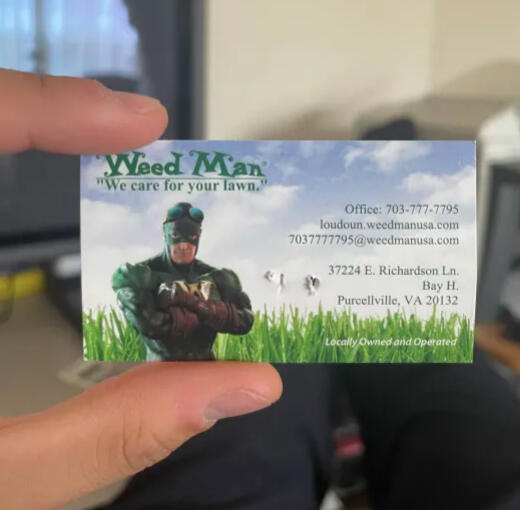 Weed Man®
"We care for your lawn."
Office: 703-777-7795
loudoun.weedmanusa.com
7037777795@weedmanusa.com
37224 E. Richardson Ln.
Bay H.
Purcellville, VA 20132
Locally Owned and Operated